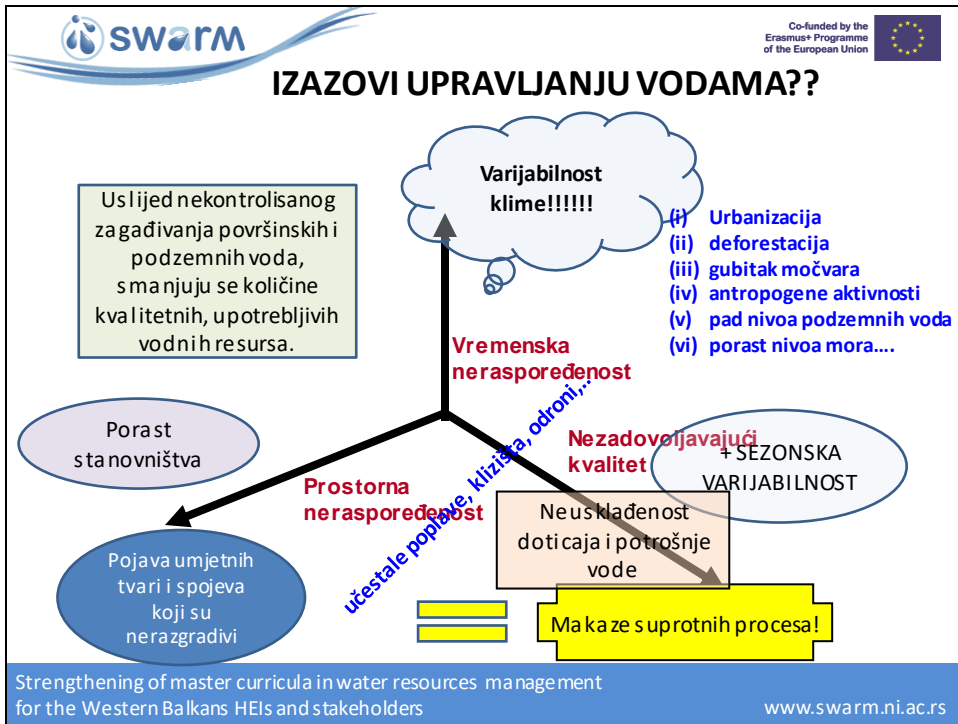 swarm
Co-funded by the
Erasmus+ Programme
of the European Union
IZAZOVI UPRAVLJANJU VODAMA??
Varijabilnost
klime!!!!!!
Uslijed nekontrolisanog
zagađivanja površinskih i
podzemnih voda,
smanjuju se količine
kvalitetnih, upotrebljivih
vodnih resursa.
(i) Urbanizacija
(ii) deforestacija
(iii) gubitak močvara
(iv) antropogene aktivnosti
(v) pad nivoa podzemnih voda
(vi) porast nivoa mora....
Vremenska
neraspoređenost
Porast
stanovništva
učestale poplave, klizišta, odroni,..
Nezadovoljavajući
kvalitet
+ SEZONSKA
VARIJABILNOST
Prostorna
neraspoređenost
Neusklađenost
doticaja i potrošnje
vode
Pojava umjetnih
tvari i spojeva
koji su
nerazgradivi
Makaze suprotnih procesa!
Strengthening of master curricula in water resources management
for the Western Balkans HEIs and stakeholders
www.swarm.ni.ac.rs